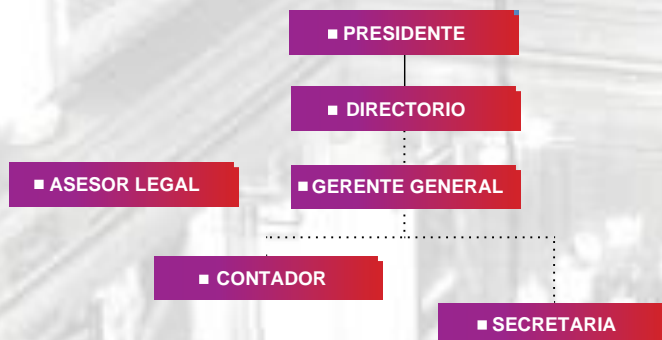 ▪ PRESIDENTE
▪ DIRECTORIO
▪ ASESOR LEGAL
▪ GERENTE GENERAL
▪ CONTADOR
▪ SECRETARIA